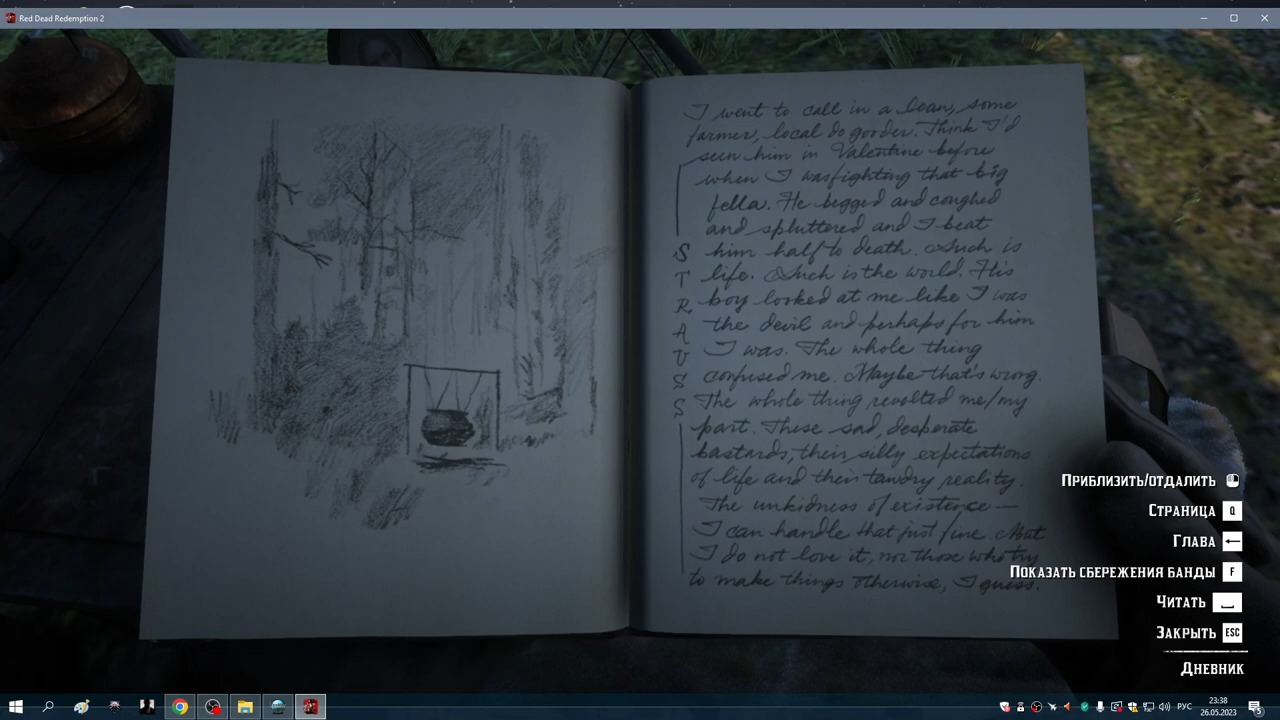 Red Dead Redemption 2
I went to call in a loan, some
farmer, local do gooder. Think I'd
seen him in Valentine before
when I was fighting that big
fella. He begged and coughed
and spluttered and I beat
him half to death. Such is
life. Such is the world. His
boy looked at me like I was
the devil and perhaps for him
I was. The whole thing
confused me. Maybe that's wrong.
The whole thing revolted me/my
part. These sad, desperate
bastards, their silly expectations
of life and their tawdry reality.
The unkidness of existence —
I can handle that just fine. But
I do not love it, nor those who try
to make things otherwise, I guess.
S
T
R
A
U
S
S
Приблизить/отдалить
Страница Q
Глава ←
Показать сбережения банды F
Читать
Закрыть ESC
Дневник
РУС
23:38
26.05.2023
5